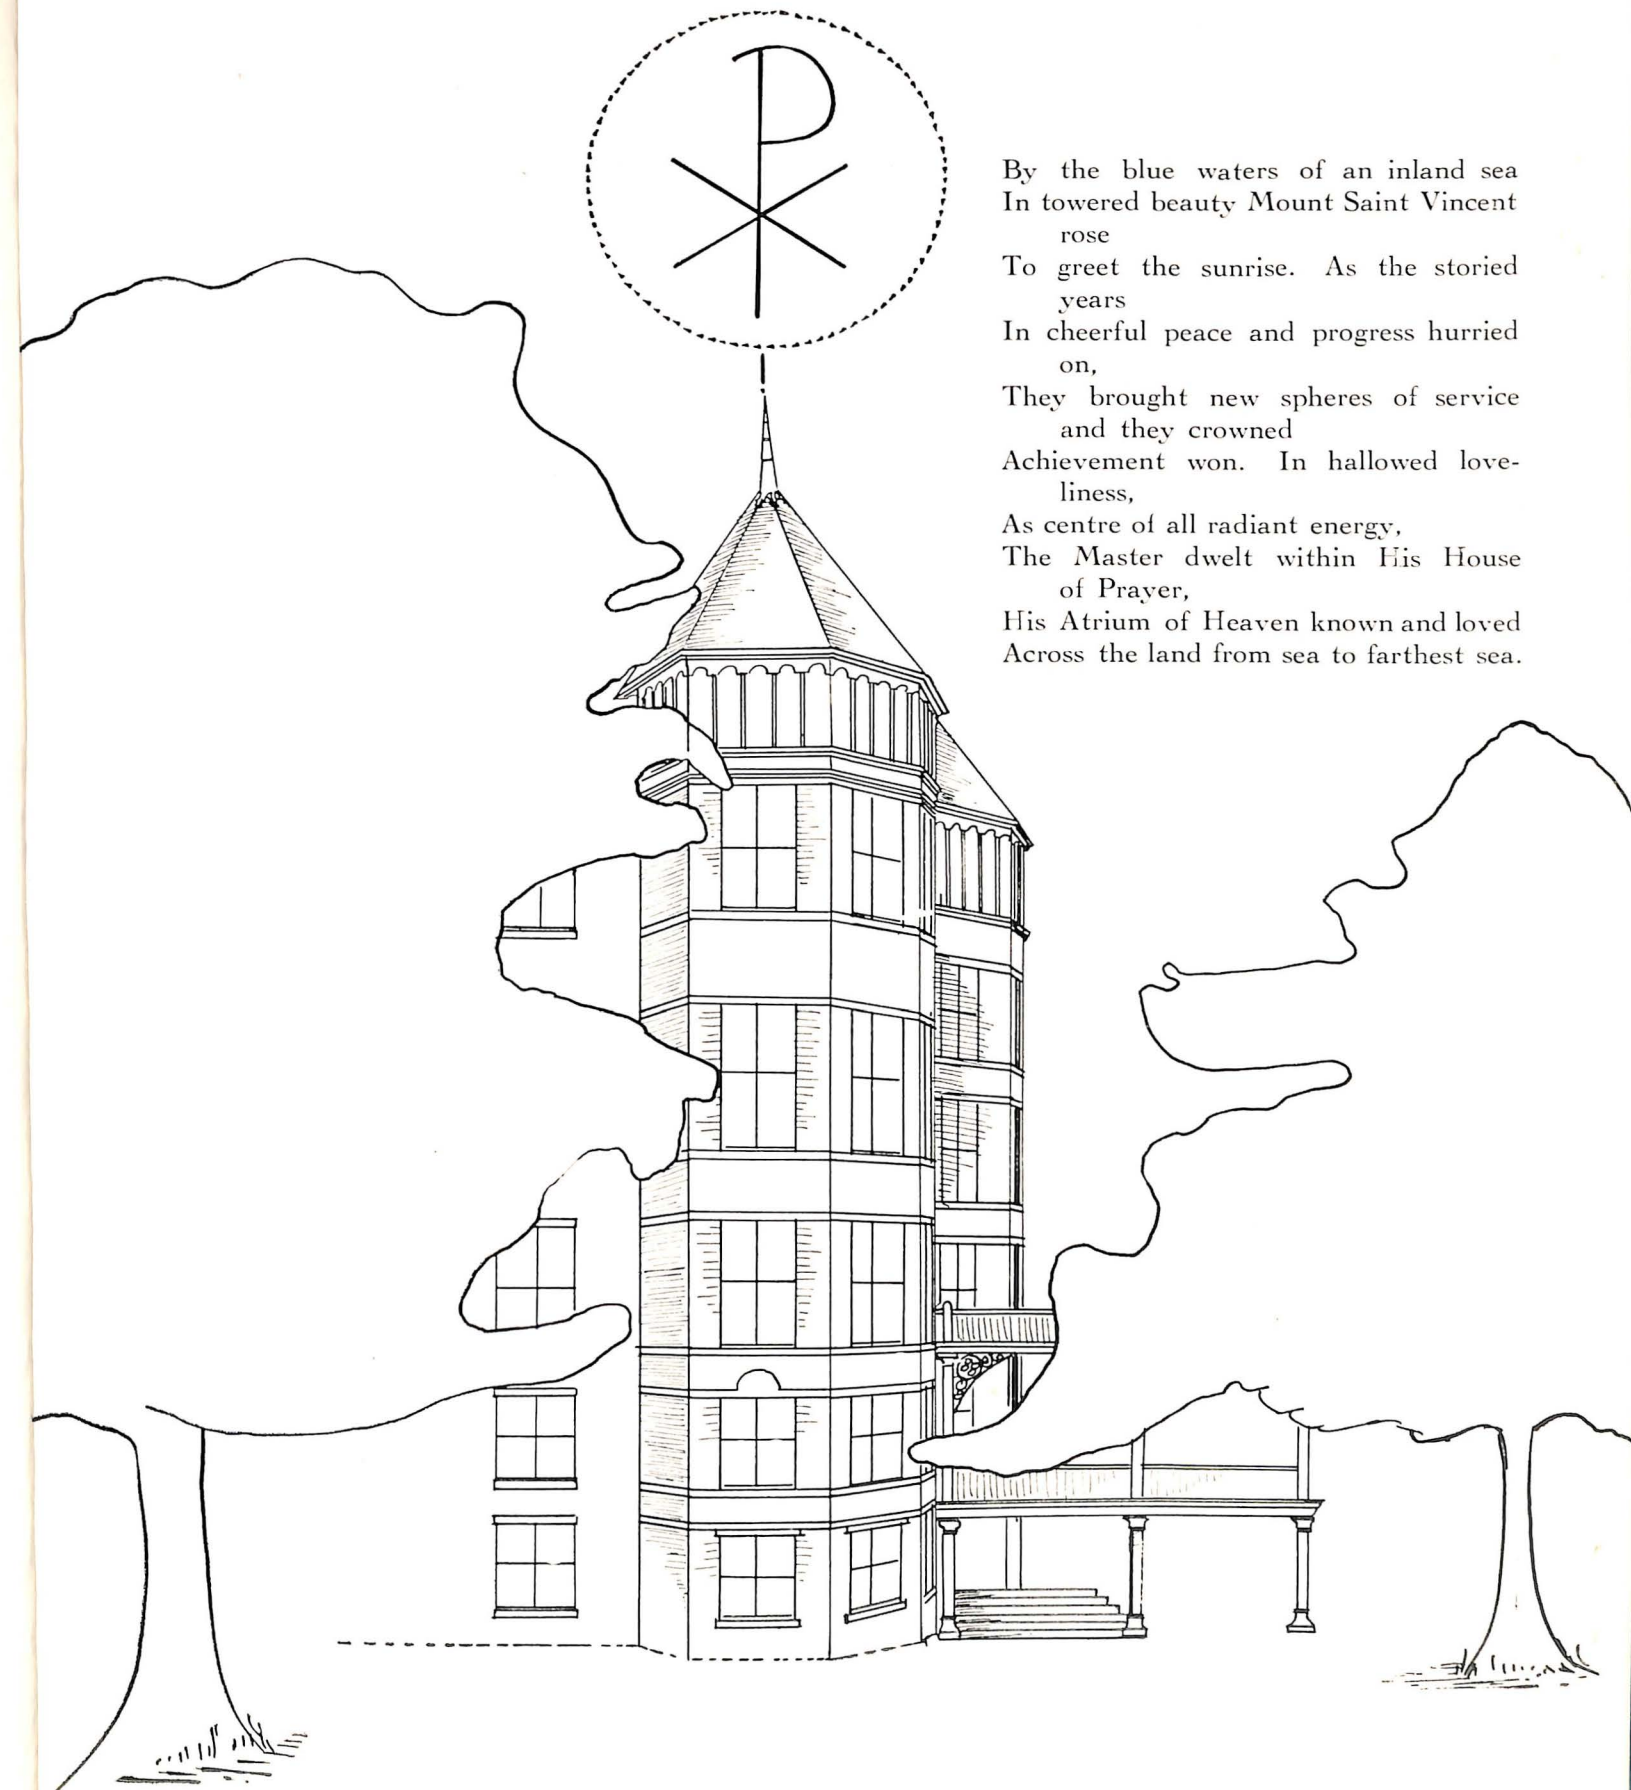 By the blue waters of an inland sea
In towered beauty Mount Saint Vincent
rose
To greet the sunrise. As the storied
years
In cheerful peace and progress hurried
on,
They brought new spheres of service
and they crowned
Achievement won. In hallowed love-
liness,
As centre of all radiant energy,
The Master dwelt within His House
of Prayer,
His Atrium of Heaven known and loved
Across the land from sea to farthest sea.